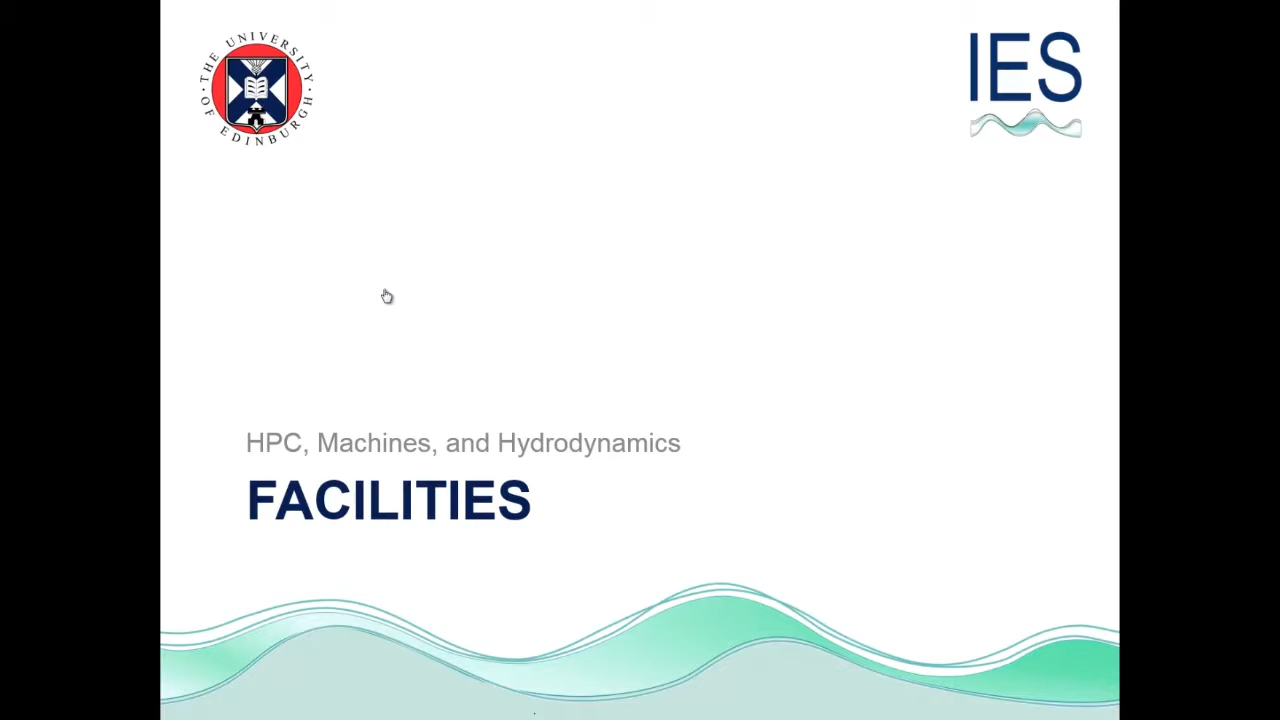 THE UNIVERSITY
OF EDINBURGH
IES
HPC, Machines, and Hydrodynamics
FACILITIES